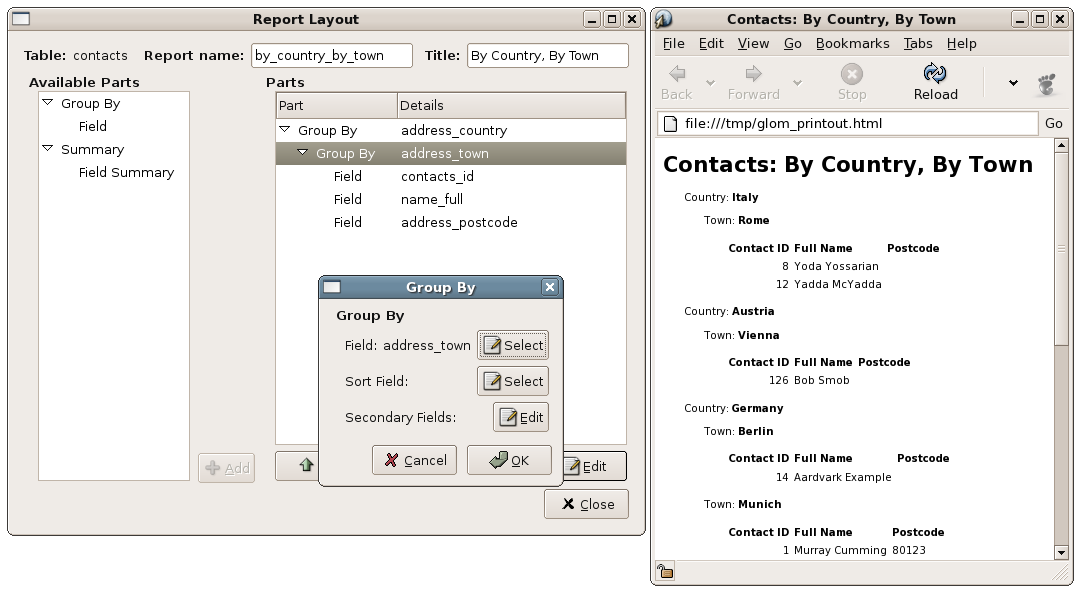 Report Layout
Table: contacts Report name: by_country_by_town Title: By Country, By Town
Available Parts
Group By
Field
Summary
Field Summary
Add
Parts
Part Details
Group By address_country
Group By address_town
Field contacts_id
Field name_full
Field address_postcode
Edit
Close
Group By
Group By
Field: address_town Select
Sort Field: Select
Secondary Fields: Edit
Cancel OK
Contacts: By Country, By Town
File Edit View Go Bookmarks Tabs Help
Back Forward Stop Reload
file:///tmp/glom_printout.html Go
Contacts: By Country, By Town
Country: Italy
Town: Rome
Contact ID Full Name Postcode
8 Yoda Yossarian
12 Yadda McYadda
Country: Austria
Town: Vienna
Contact ID Full Name Postcode
126 Bob Smob
Country: Germany
Town: Berlin
Contact ID Full Name Postcode
14 Aardvark Example
Town: Munich
Contact ID Full Name Postcode
1 Murray Cumming 80123